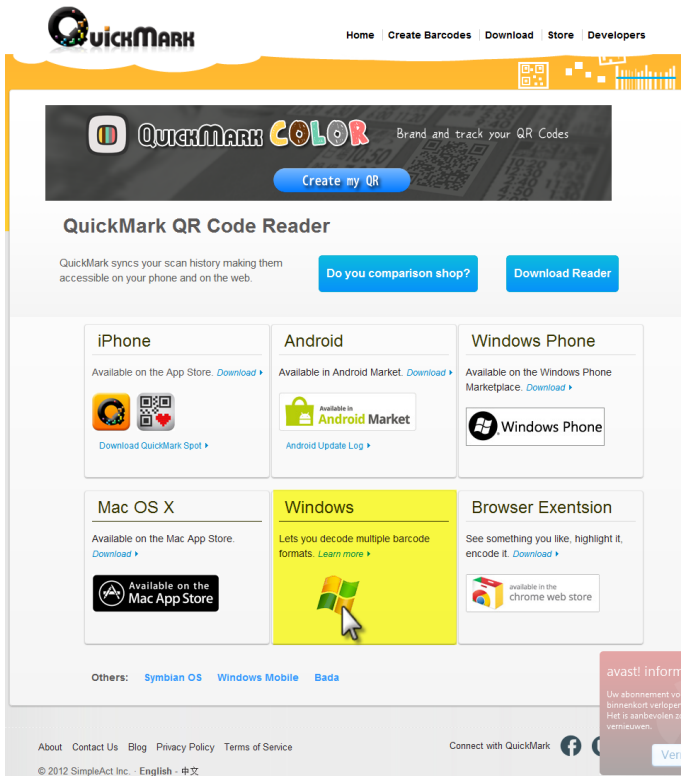 QuickMark
Home Create Barcodes Download Store Developers
QuickMark COLOR Brand and track your QR Codes
Create my QR
QuickMark QR Code Reader
QuickMark syncs your scan history making them
accessible on your phone and on the web.
Do you comparison shop?
Download Reader
iPhone
Available on the App Store. Download
Download QuickMark Spot
Android
Available in Android Market. Download
Available in
Android Market
Android Update Log
Windows Phone
Available on the Windows Phone
Marketplace. Download
Windows Phone
Mac OS X
Available on the Mac App Store.
Download
Available on the
Mac App Store
Windows
Lets you decode multiple barcode
formats. Learn more
Browser Exentsion
See something you like, highlight it,
encode it. Download
available in the
chrome web store
Others: Symbian OS Windows Mobile Bada
avast! inform
Uw abonnement vo
binnenkort verlopen
Het is aanbevolen zo
vernieuwen.
Ver
About Contact Us Blog Privacy Policy Terms of Service
Connect with QuickMark
© 2012 SimpleAct Inc. · English - 中文